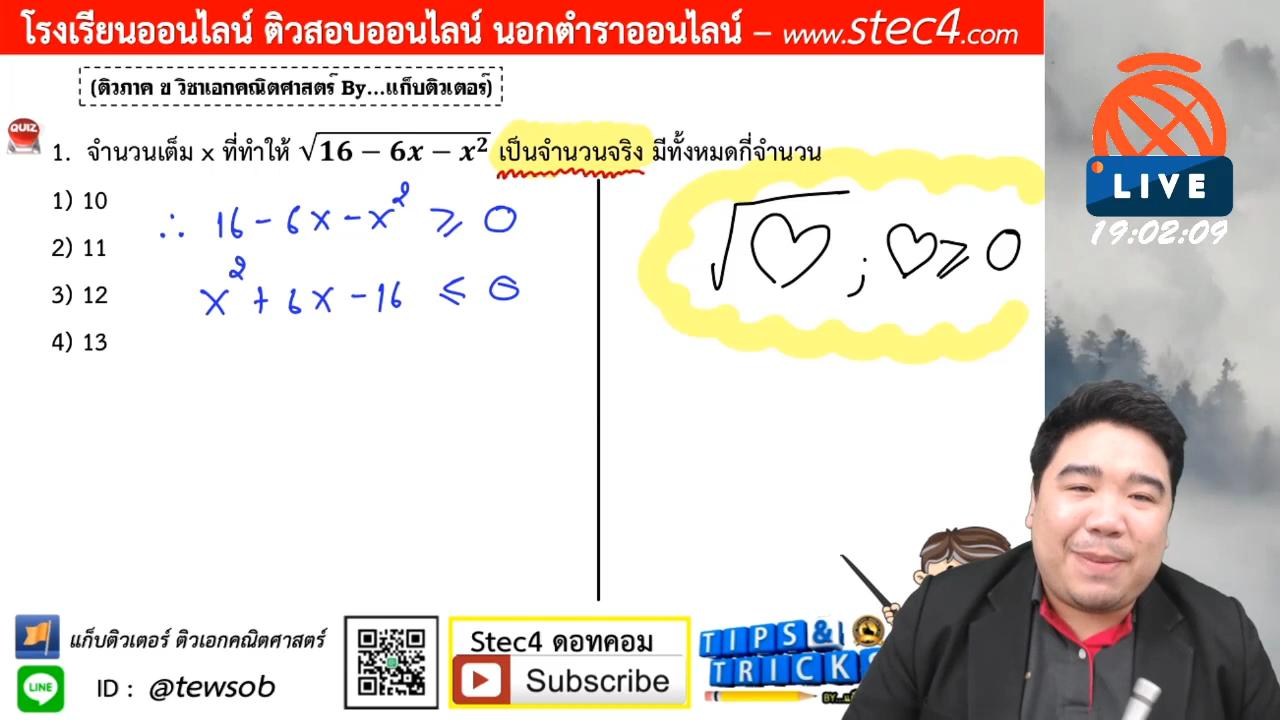 โรงเรียนออนไลน์ ติวสอบออนไลน์ นอกตำราออนไลน์ – www.stec4.com
(ติวภาค ข วิชาเอกคณิตศาสตร์ By...แก็บติวเตอร์)
QUIZ
1. จำนวนเต็ม x ที่ทำให้ √16 − 6x − x² เป็นจำนวนจริง มีทั้งหมดกี่จำนวน
1) 10
2) 11
3) 12
4) 13
∴ 16 − 6x − x² ≥ 0
x² + 6x − 16 ≤ 0
√♡ ; ♡ ≥ 0
LIVE
19:02:09
แก็บติวเตอร์ ติวเอกคณิตศาสตร์
LINE
ID : @tewsob
Stec4 ดอทคอม
Subscribe
TIPS &
TRICKS